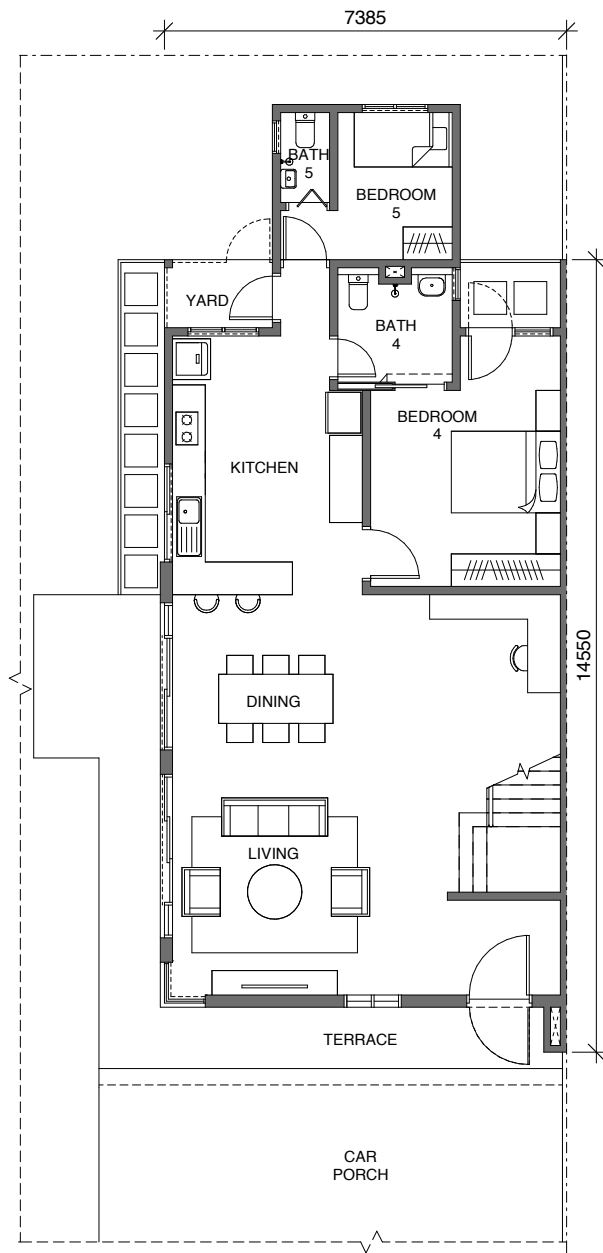 7385
BATH
5
BEDROOM
5
YARD
BATH
4
BEDROOM
4
KITCHEN
14550
DINING
LIVING
TERRACE
CAR
PORCH